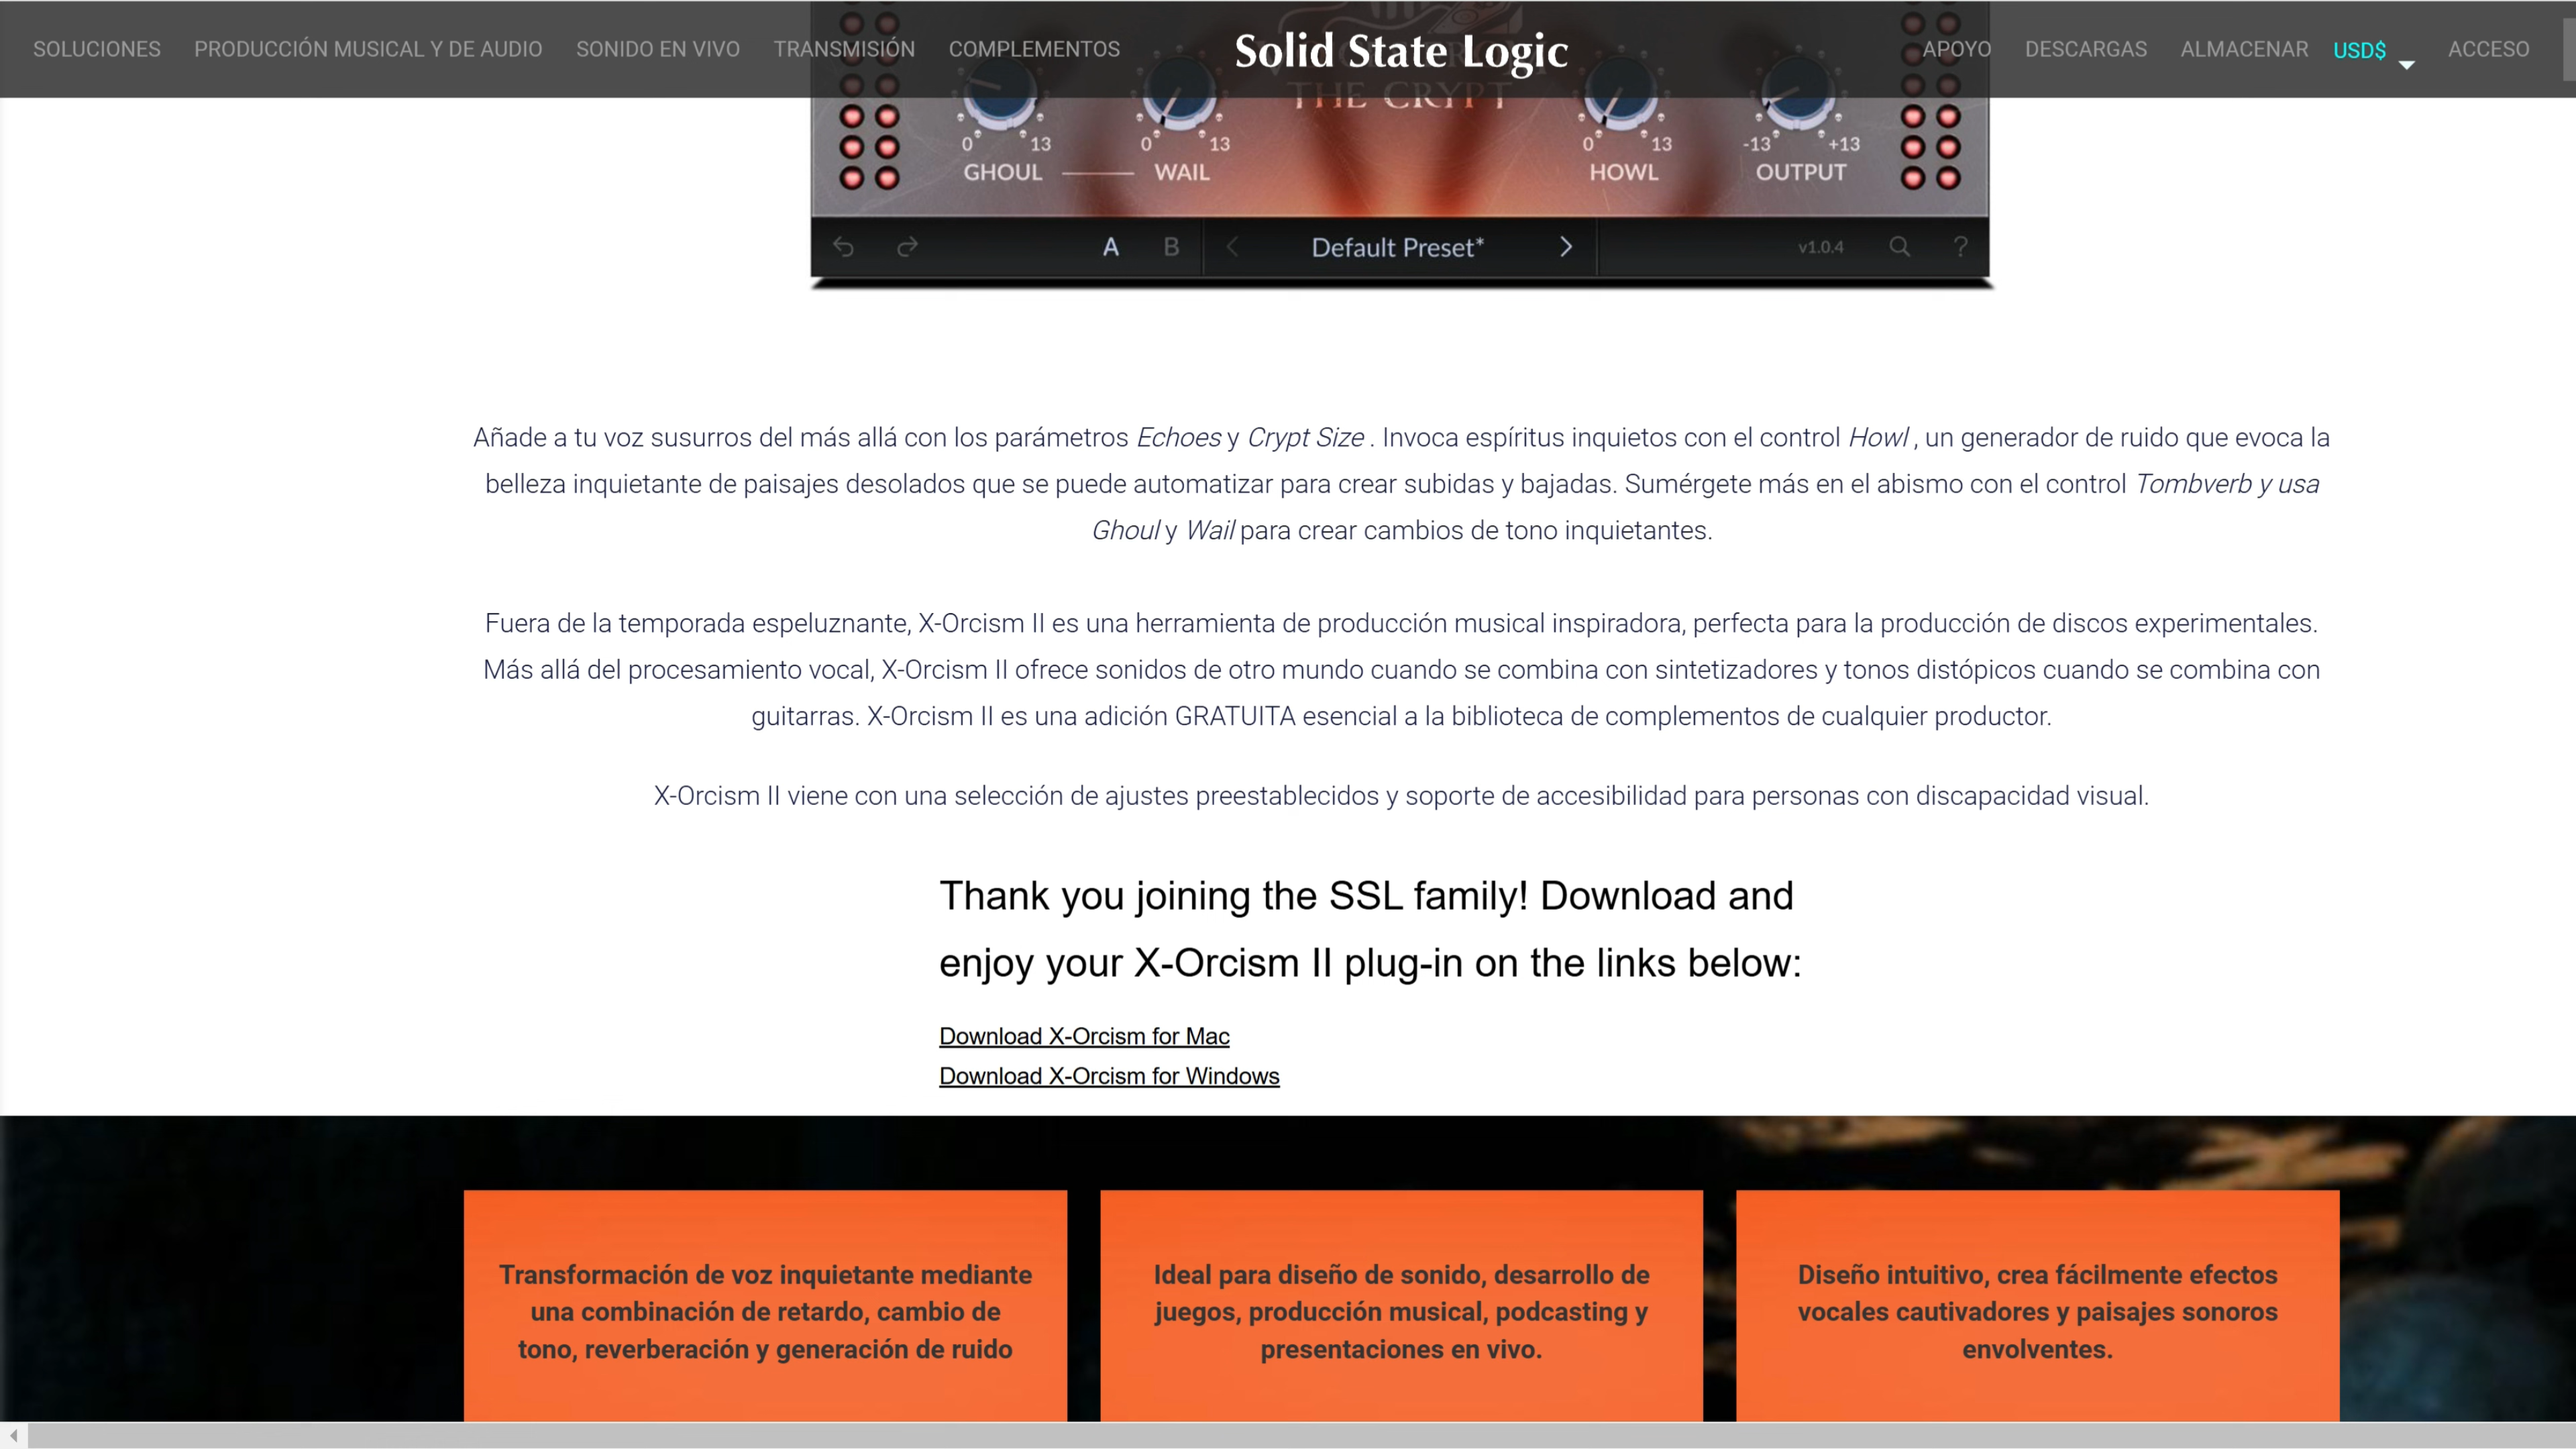 SOLUCIONES PRODUCCIÓN MUSICAL Y DE AUDIO SONIDO EN VIVO TRANSMISIÓN COMPLEMENTOS Solid State Logic APOYO DESCARGAS ALMACENAR USD$ ACCESO
THE CRYPT
0 13 0 13 0 13 -13 +13
GHOUL WAIL HOWL OUTPUT
A B Default Preset* v1.0.4 ?
Añade a tu voz susurros del más allá con los parámetros Echoes y Crypt Size . Invoca espíritus inquietos con el control Howl , un generador de ruido que evoca la
belleza inquietante de paisajes desolados que se puede automatizar para crear subidas y bajadas. Sumérgete más en el abismo con el control Tombverb y usa
Ghoul y Wail para crear cambios de tono inquietantes.
Fuera de la temporada espeluznante, X-Orcism II es una herramienta de producción musical inspiradora, perfecta para la producción de discos experimentales.
Más allá del procesamiento vocal, X-Orcism II ofrece sonidos de otro mundo cuando se combina con sintetizadores y tonos distópicos cuando se combina con
guitarras. X-Orcism II es una adición GRATUITA esencial a la biblioteca de complementos de cualquier productor.
X-Orcism II viene con una selección de ajustes preestablecidos y soporte de accesibilidad para personas con discapacidad visual.
Thank you joining the SSL family! Download and
enjoy your X-Orcism II plug-in on the links below:
Download X-Orcism for Mac
Download X-Orcism for Windows
Transformación de voz inquietante mediante
una combinación de retardo, cambio de
tono, reverberación y generación de ruido
Ideal para diseño de sonido, desarrollo de
juegos, producción musical, podcasting y
presentaciones en vivo.
Diseño intuitivo, crea fácilmente efectos
vocales cautivadores y paisajes sonoros
envolventes.